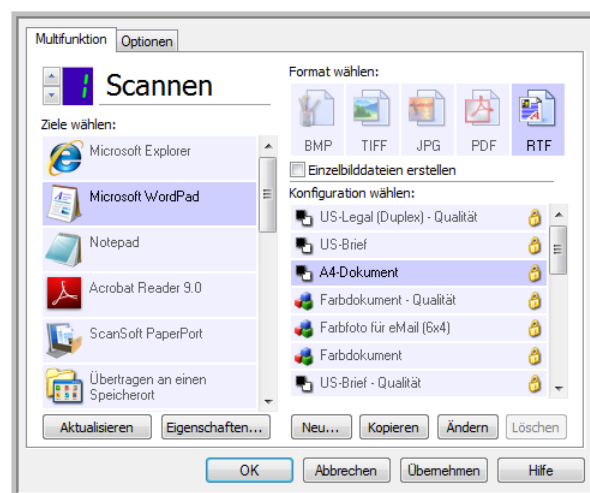 Multifunktion
Optionen
1 Scannen
Ziele wählen:
Microsoft Explorer
Microsoft WordPad
Notepad
Acrobat Reader 9.0
ScanSoft PaperPort
Übertragen an einen
Speicherort
Aktualisieren
Eigenschaften...
Format wählen:
BMP TIFF JPG PDF RTF
Einzelbilddateien erstellen
Konfiguration wählen:
US-Legal (Duplex) - Qualität
US-Brief
A4-Dokument
Farbdokument - Qualität
Farbfoto für eMail (6x4)
Farbdokument
US-Brief - Qualität
Neu...
Kopieren
Ändern
Löschen
OK
Abbrechen
Übernehmen
Hilfe